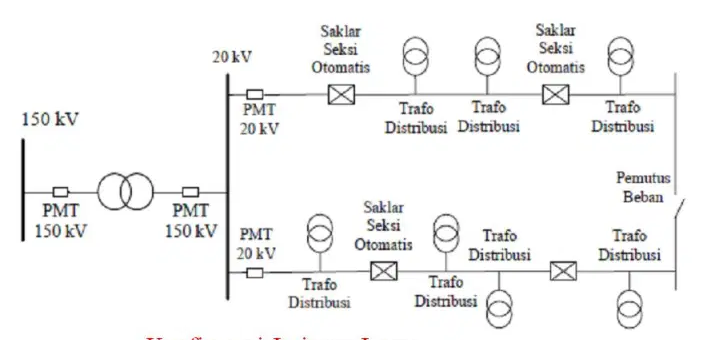 150 kV
PMT
150 kV
PMT
150 kV
20 kV
PMT
20 kV
Saklar
Seksi
Otomatis
Trafo
Distribusi
Trafo
Distribusi
Saklar
Seksi
Otomatis
Trafo
Distribusi
Pemutus
Beban
PMT
20 kV
Trafo
Distribusi
Saklar
Seksi
Otomatis
Trafo
Distribusi
Trafo
Distribusi
Trafo
Distribusi